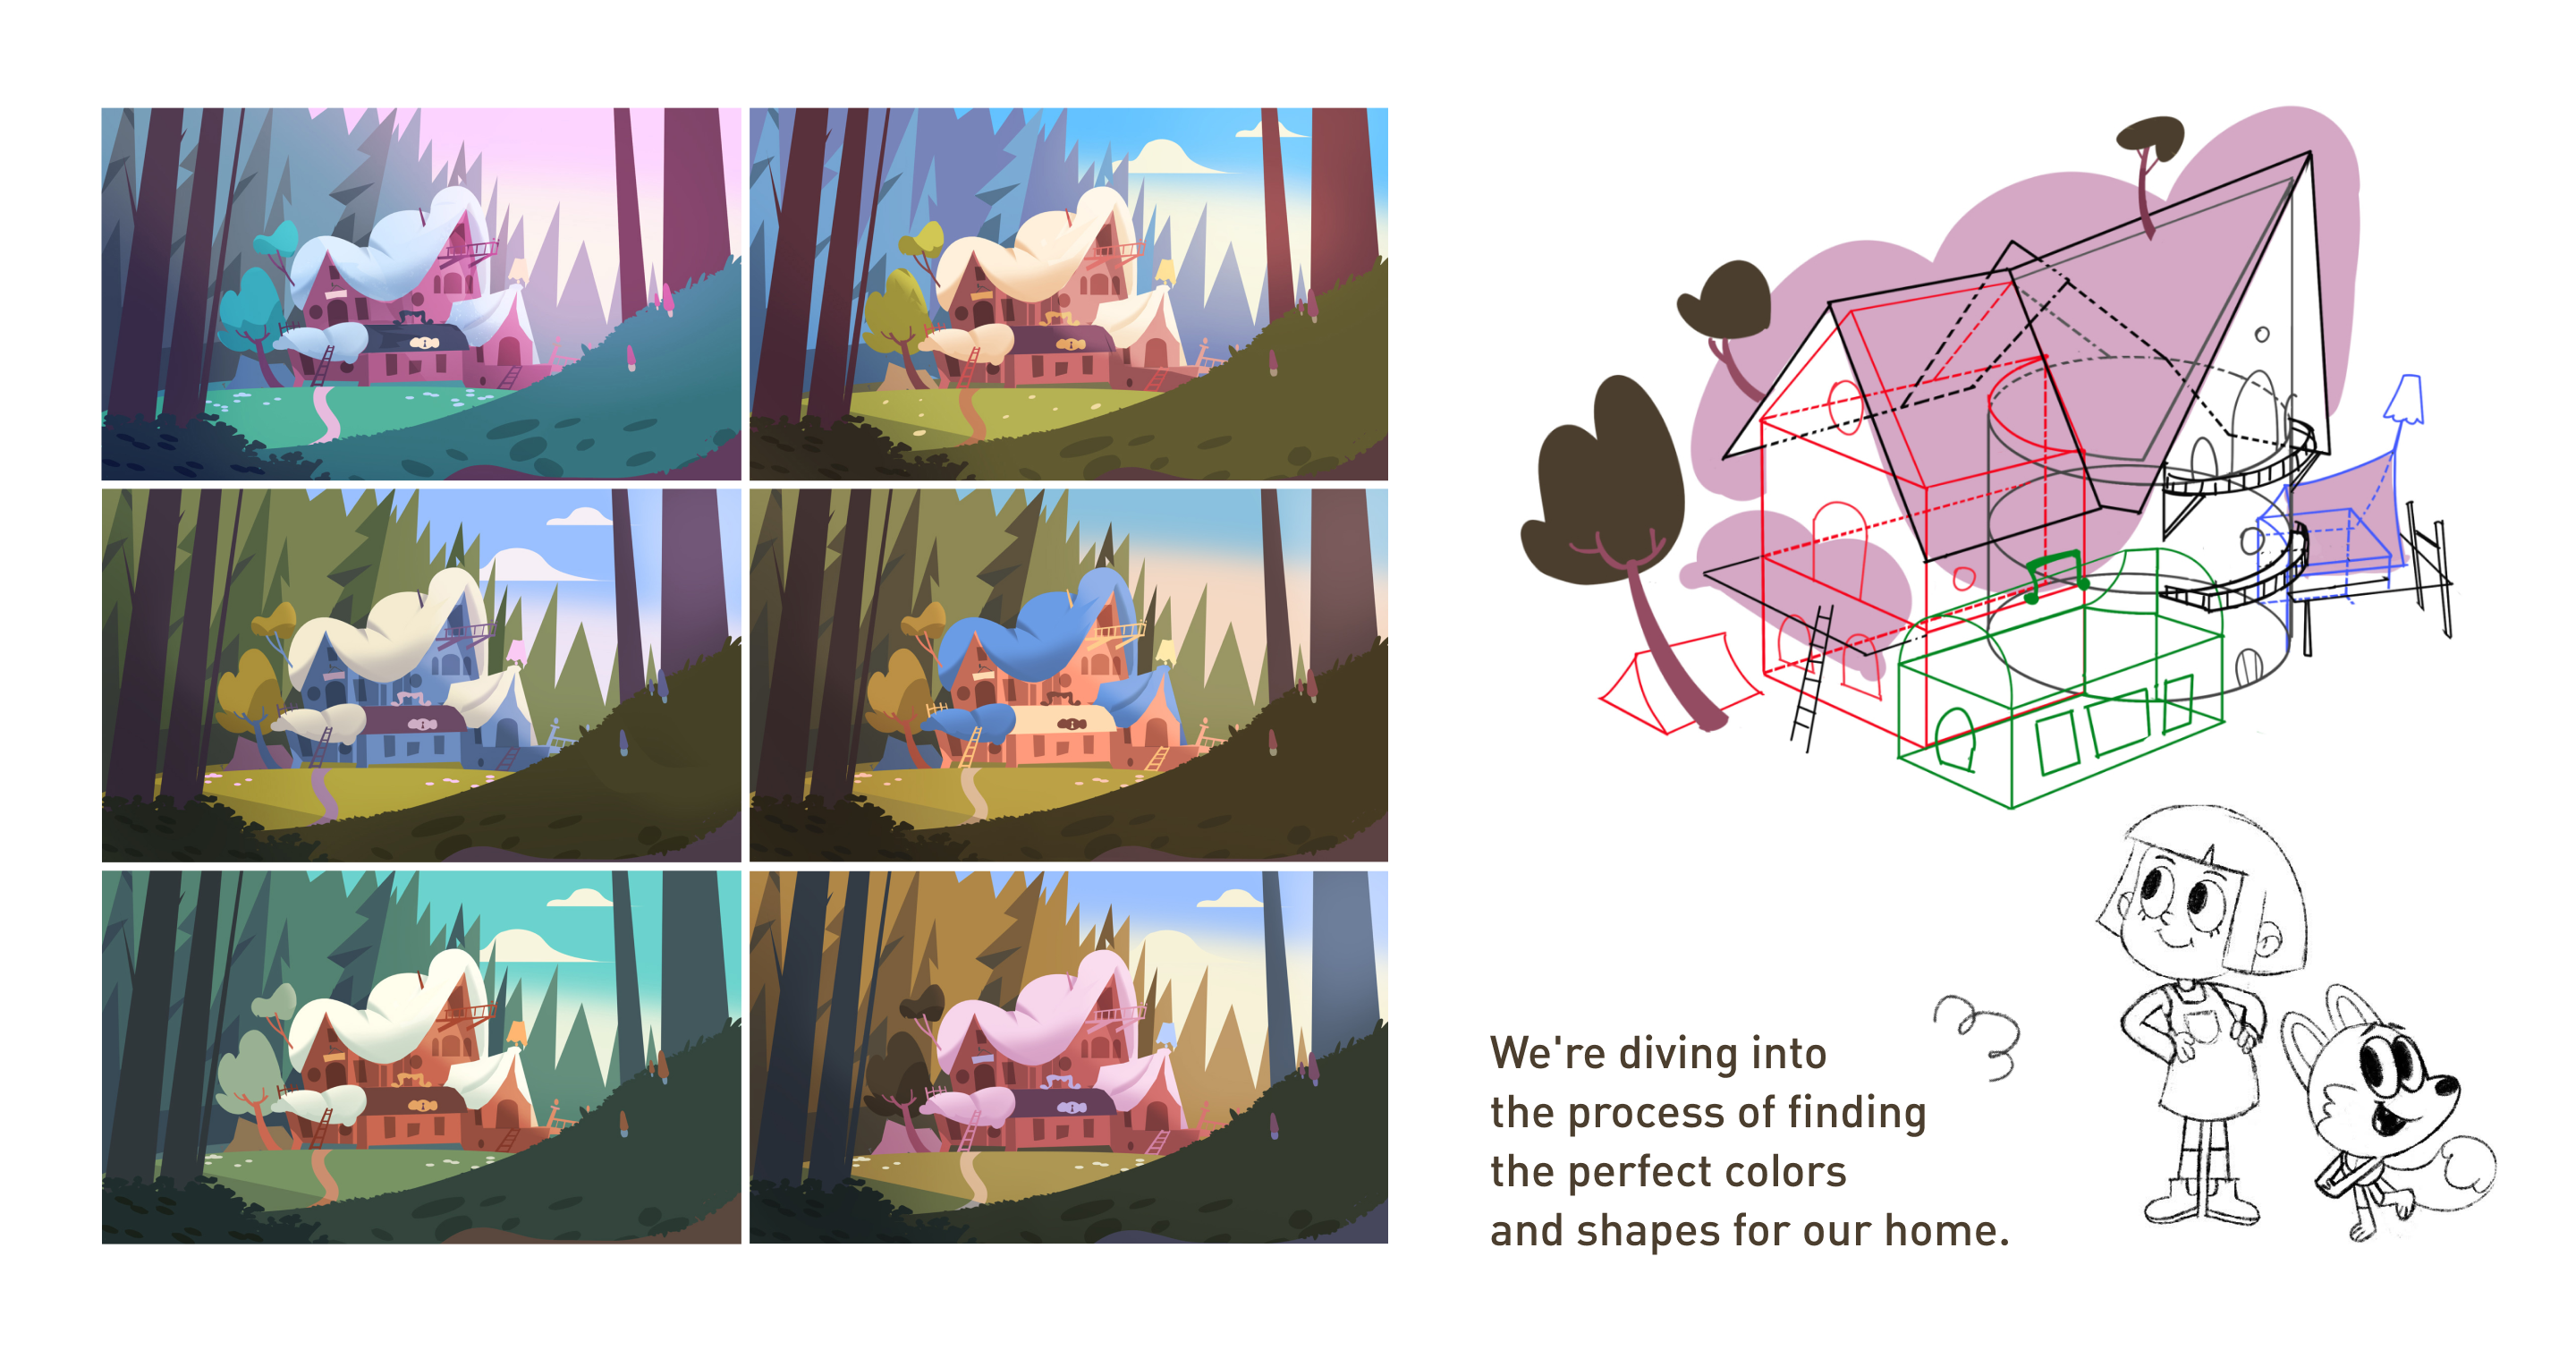 We're diving into
the process of finding
the perfect colors
and shapes for our home.